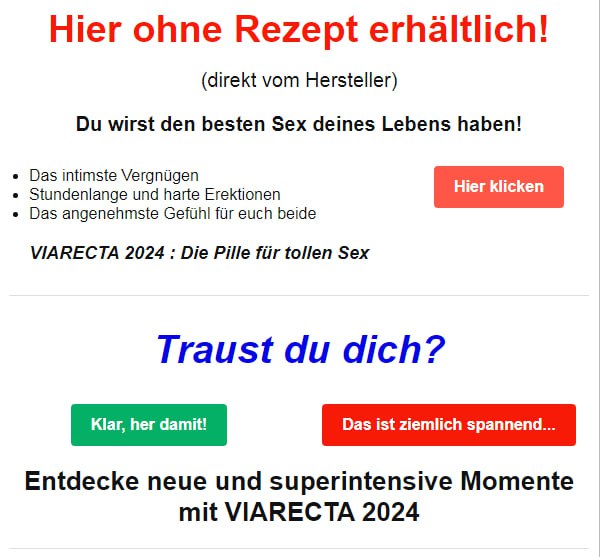 Hier ohne Rezept erhältlich!
(direkt vom Hersteller)
Du wirst den besten Sex deines Lebens haben!
Das intimste Vergnügen
Stundenlange und harte Erektionen
Das angenehmste Gefühl für euch beide
Hier klicken
VIARECTA 2024 : Die Pille für tollen Sex
Traust du dich?
Klar, her damit!
Das ist ziemlich spannend...
Entdecke neue und superintensive Momente
mit VIARECTA 2024